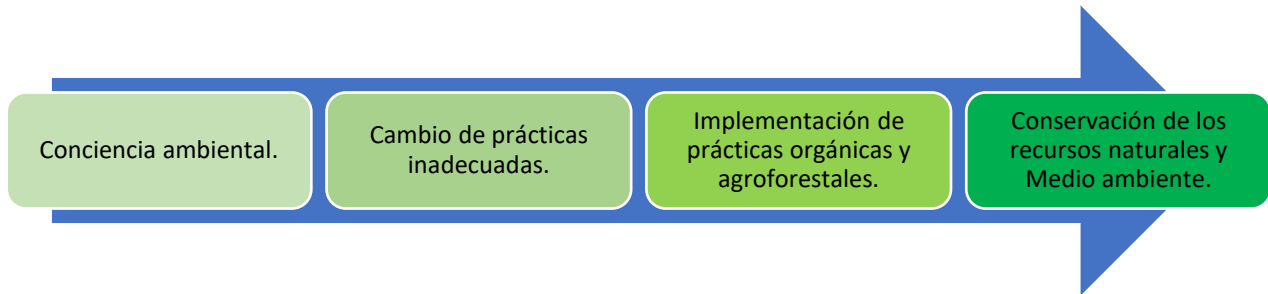 Conciencia ambiental.
Cambio de prácticas
inadecuadas.
Implementación de
prácticas orgánicas y
agroforestales.
Conservación de los
recursos naturales y
Medio ambiente.